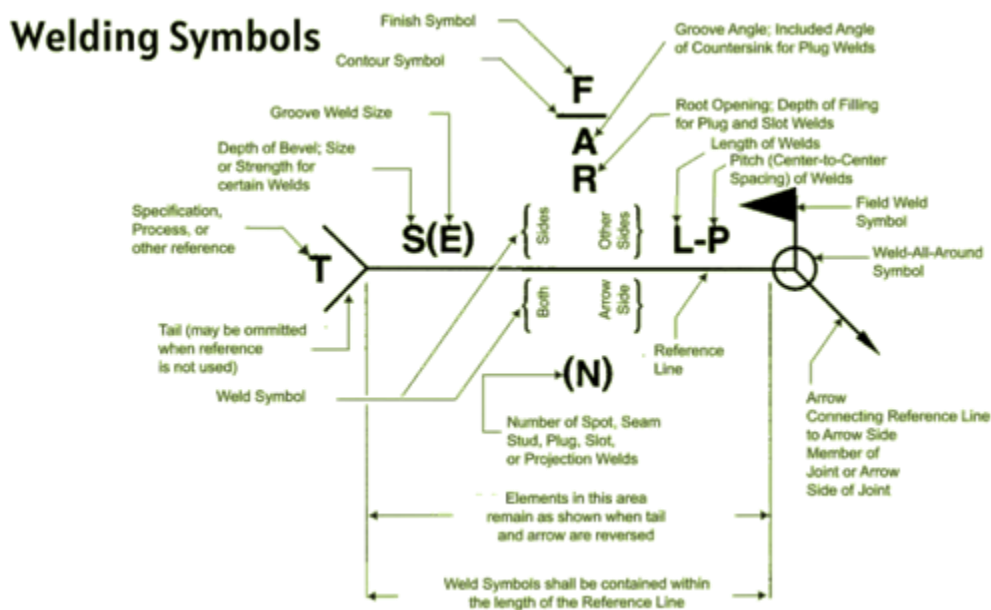 Welding Symbols
Finish Symbol
Contour Symbol
Groove Weld Size
Depth of Bevel; Size
or Strength for
certain Welds
Specification,
Process, or
other reference
Groove Angle; Included Angle
of Countersink for Plug Welds
Root Opening; Depth of Filling
for Plug and Slot Welds
Length of Welds
Pitch (Center-to-Center
Spacing) of Welds
Field Weld
Symbol
Weld-All-Around
Symbol
F
A
R
S(E)
Sides
Other
Sides
L-P
T
Both
Arrow
Side
(N)
Tail (may be ommitted
when reference
is not used)
Weld Symbol
Reference
Line
Number of Spot, Seam
Stud, Plug, Slot,
or Projection Welds
Arrow
Connecting Reference Line
to Arrow Side
Member of
Joint or Arrow
Side of Joint
Elements in this area
remain as shown when tail
and arrow are reversed
Weld Symbols shall be contained within
the length of the Reference Line